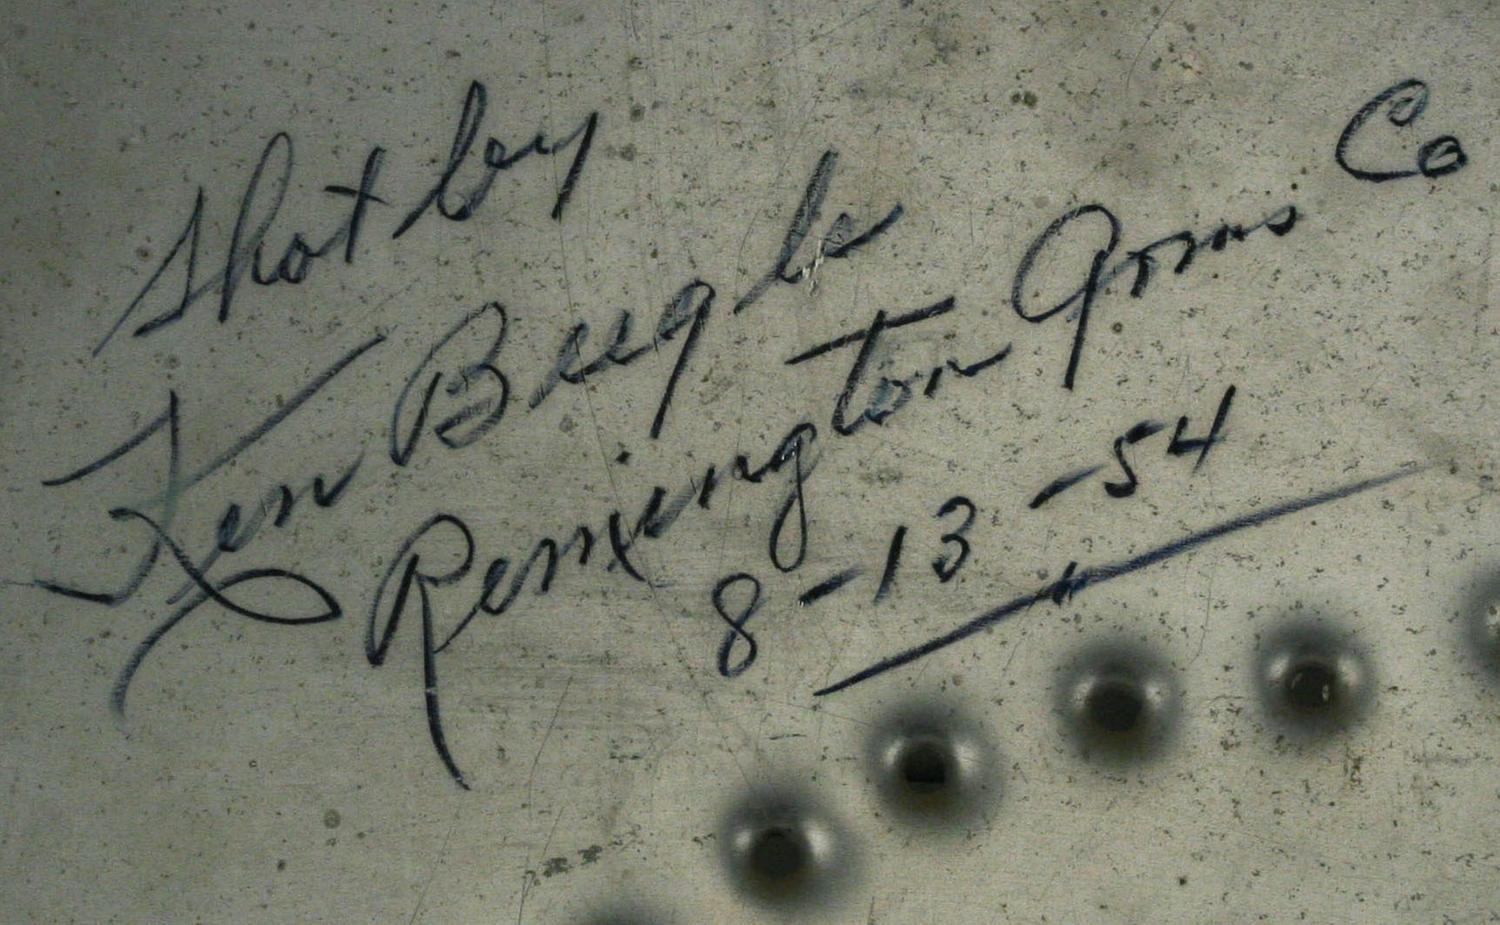 Shot by
Ken Beegle
Remington Arms Co
8-13-54